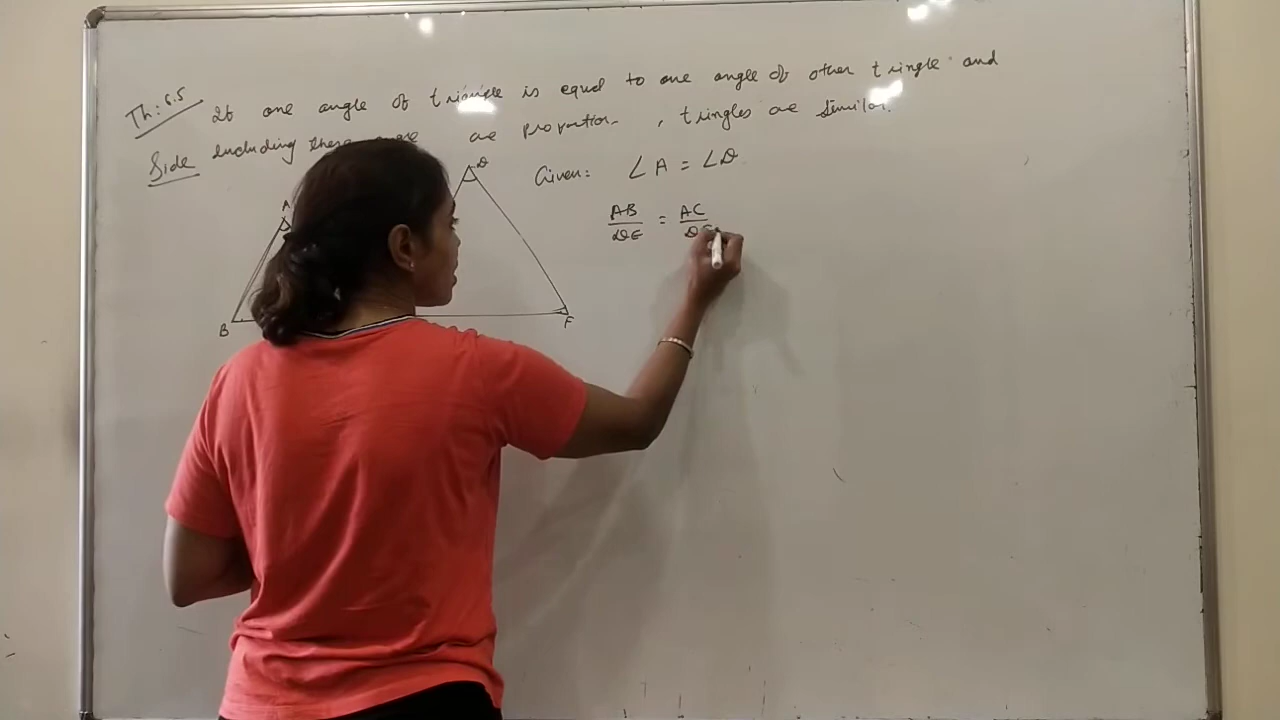 Th: 6.5 If one angle of triangle is equal to one angle of other tringle and
Side including these are proportion , tringles are similar.
Given: ∠A = ∠D
AB/DE = AC/D
A
D
B
F